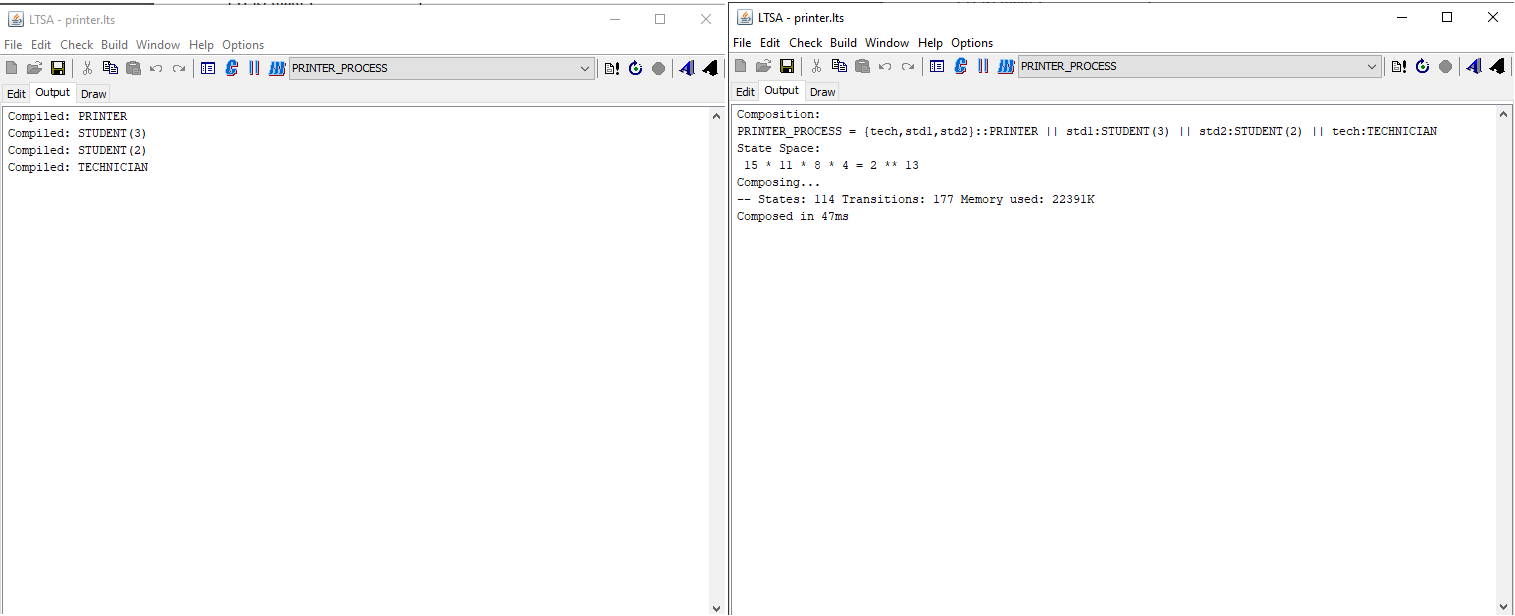 LTSA - printer.lts
File Edit Check Build Window Help Options
PRINTER_PROCESS
Edit Output Draw
Compiled: PRINTER
Compiled: STUDENT(3)
Compiled: STUDENT(2)
Compiled: TECHNICIAN
LTSA - printer.lts
File Edit Check Build Window Help Options
PRINTER_PROCESS
Edit Output Draw
Composition:
PRINTER_PROCESS = {tech,std1,std2}::PRINTER || std1:STUDENT(3) || std2:STUDENT(2) || tech:TECHNICIAN
State Space:
15 * 11 * 8 * 4 = 2 ** 13
Composing...
-- States: 114 Transitions: 177 Memory used: 22391K
Composed in 47ms